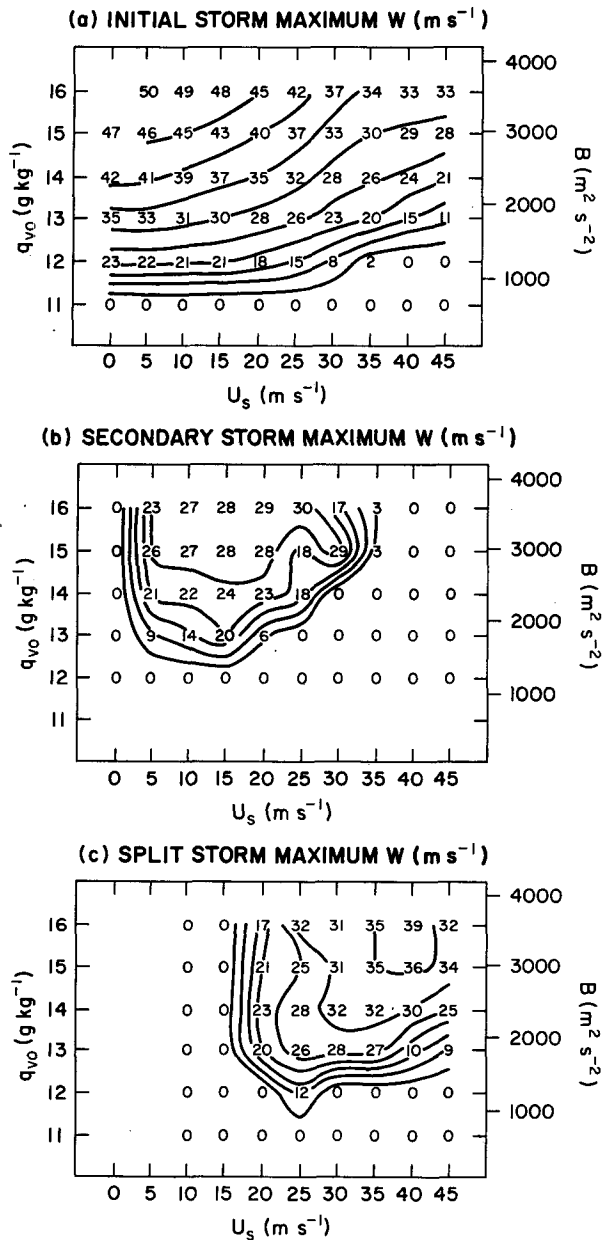 (a) INITIAL STORM MAXIMUM W (m s⁻¹)
16 50 49 48 45 42 37 34 33 33 4000
15 47 46 45 43 40 37 33 30 29 28 3000
14 42 41 39 37 35 32 28 26 24 21
13 35 33 31 30 28 26 23 20 15 11 2000
12 23 22 21 21 18 15 8 2 0 0 1000
11 0 0 0 0 0 0 0 0 0 0
q_vo (g kg⁻¹)
B (m² s⁻²)
0 5 10 15 20 25 30 35 45
U_s (m s⁻¹)
(b) SECONDARY STORM MAXIMUM W (m s⁻¹)
16 0 23 27 28 29 30 17 3 0 0 4000
15 0 26 27 28 28 18 29 3 0 0 3000
14 0 21 22 24 23 18 0 0 0 0
13 0 9 14 20 6 0 0 0 0 0 2000
12 0 0 0 0 0 0 0 0 0 0 1000
11
q_vo (g kg⁻¹)
B (m² s⁻²)
0 5 10 15 20 25 30 35 45
U_s (m s⁻¹)
(c) SPLIT STORM MAXIMUM W (m s⁻¹)
16 0 0 17 32 31 35 39 32 4000
15 0 0 21 25 31 35 36 34 3000
14 0 0 23 28 32 32 30 25
13 0 0 20 26 28 27 10 9 2000
12 0 0 0 12 0 0 0 0 1000
11 0 0 0 0 0 0 0 0
q_vo (g kg⁻¹)
B (m² s⁻²)
0 5 10 15 20 25 30 35 45
U_s (m s⁻¹)